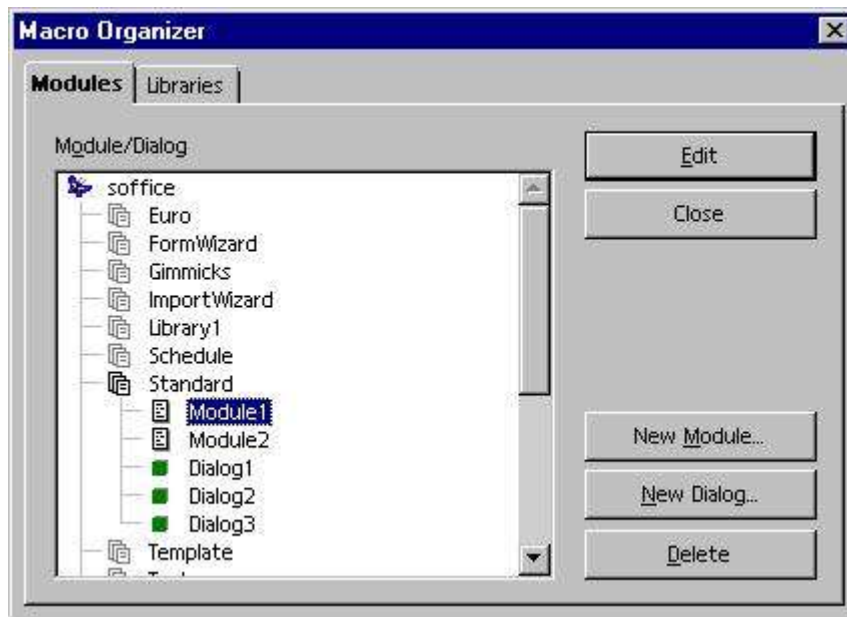 Macro Organizer
Modules
Libraries
Module/Dialog
soffice
Euro
FormWizard
Gimmicks
ImportWizard
Library1
Schedule
Standard
Module1
Module2
Dialog1
Dialog2
Dialog3
Template
Edit
Close
New Module...
New Dialog...
Delete